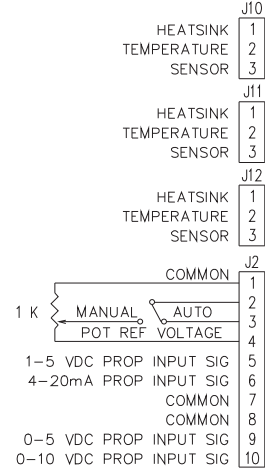 J10
HEATSINK 1
TEMPERATURE 2
SENSOR 3
J11
HEATSINK 1
TEMPERATURE 2
SENSOR 3
J12
HEATSINK 1
TEMPERATURE 2
SENSOR 3
J2
COMMON 1
2
1 K MANUAL AUTO 3
POT REF VOLTAGE 4
1-5 VDC PROP INPUT SIG 5
4-20mA PROP INPUT SIG 6
COMMON 7
COMMON 8
0-5 VDC PROP INPUT SIG 9
0-10 VDC PROP INPUT SIG 10